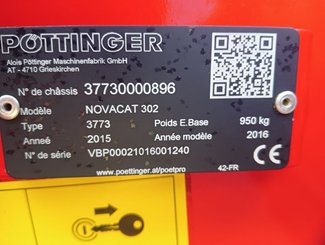 PÖTTINGER
Alois Pöttinger Maschinenfabrik GmbH
AT - 4710 Grieskirchen
N° de châssis 37730000896
Modèle NOVACAT 302
Type 3773 Poids E.Base 950 kg
Anneé 2015 Année modèle 2016
N° de série VBP00021016001240
www.poettinger.at/poetpro 42-FR